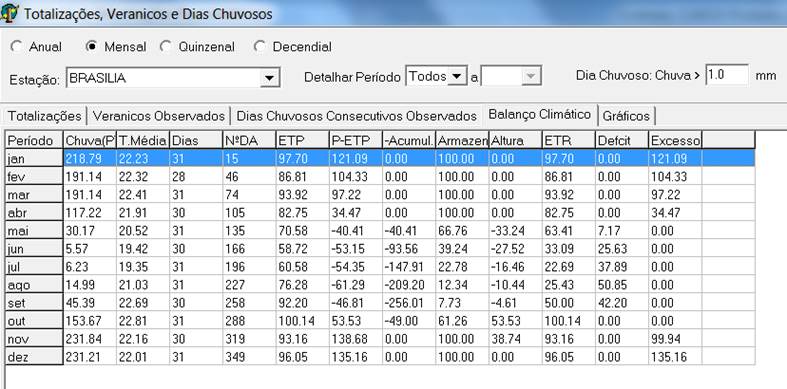 Totalizações, Veranicos e Dias Chuvosos
Anual Mensal Quinzenal Decendial
Estação: BRASILIA Detalhar Período Todos a Dia Chuvoso: Chuva > 1.0 mm
Totalizações Veranicos Observados Dias Chuvosos Consecutivos Observados Balanço Climático Gráficos
Período Chuva(P T.Média Dias NºDA ETP P-ETP -Acumul. Armazen Altura ETR Defcit Excesso
jan 218.79 22.23 31 15 97.70 121.09 0.00 100.00 0.00 97.70 0.00 121.09
fev 191.14 22.32 28 46 86.81 104.33 0.00 100.00 0.00 86.81 0.00 104.33
mar 191.14 22.41 31 74 93.92 97.22 0.00 100.00 0.00 93.92 0.00 97.22
abr 117.22 21.91 30 105 82.75 34.47 0.00 100.00 0.00 82.75 0.00 34.47
mai 30.17 20.52 31 135 70.58 -40.41 -40.41 66.76 -33.24 63.41 7.17 0.00
jun 5.57 19.42 30 166 58.72 -53.15 -93.56 39.24 -27.52 33.09 25.63 0.00
jul 6.23 19.35 31 196 60.58 -54.35 -147.91 22.78 -16.46 22.69 37.89 0.00
ago 14.99 21.03 31 227 76.28 -61.29 -209.20 12.34 -10.44 25.43 50.85 0.00
set 45.39 22.69 30 258 92.20 -46.81 -256.01 7.73 -4.61 50.00 42.20 0.00
out 153.67 22.81 31 288 100.14 53.53 -49.00 61.26 53.53 100.14 0.00 0.00
nov 231.84 22.16 30 319 93.16 138.68 0.00 100.00 38.74 93.16 0.00 99.94
dez 231.21 22.01 31 349 96.05 135.16 0.00 100.00 0.00 96.05 0.00 135.16